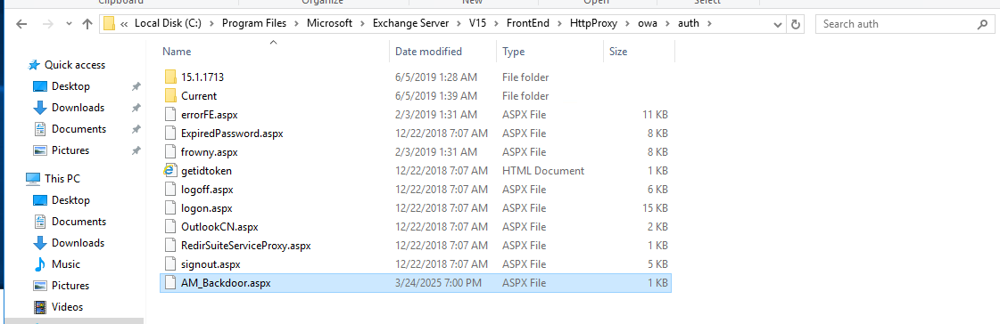 Clipboard Organize New Open Select
« Local Disk (C:) › Program Files › Microsoft › Exchange Server › V15 › FrontEnd › HttpProxy › owa › auth › Search auth
Name Date modified Type Size
Quick access
Desktop
Downloads
Documents
Pictures
This PC
Desktop
Documents
Downloads
Music
Pictures
Videos
15.1.1713 6/5/2019 1:28 AM File folder
Current 6/5/2019 1:39 AM File folder
errorFE.aspx 2/3/2019 1:31 AM ASPX File 11 KB
ExpiredPassword.aspx 12/22/2018 7:07 AM ASPX File 8 KB
frowny.aspx 2/3/2019 1:31 AM ASPX File 8 KB
getidtoken 12/22/2018 7:07 AM HTML Document 1 KB
logoff.aspx 12/22/2018 7:07 AM ASPX File 6 KB
logon.aspx 12/22/2018 7:07 AM ASPX File 15 KB
OutlookCN.aspx 12/22/2018 7:07 AM ASPX File 2 KB
RedirSuiteServiceProxy.aspx 12/22/2018 7:07 AM ASPX File 1 KB
signout.aspx 12/22/2018 7:07 AM ASPX File 5 KB
AM_Backdoor.aspx 3/24/2025 7:00 PM ASPX File 1 KB